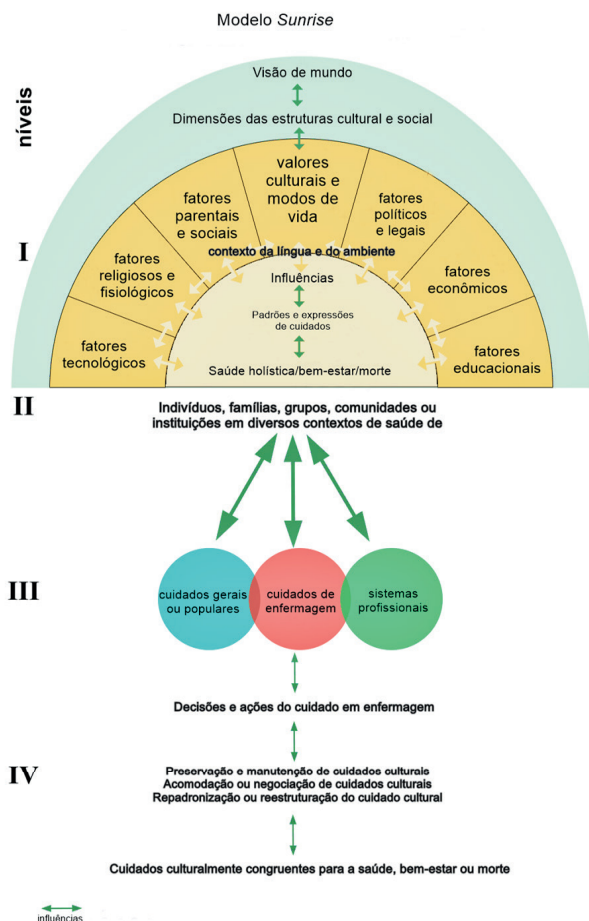 Modelo Sunrise
níveis
Visão de mundo
Dimensões das estruturas cultural e social
valores
culturais e
modos de
vida
fatores
parentais
e sociais
fatores
políticos
e legais
I
contexto da língua e do ambiente
fatores
religiosos e
fisiológicos
Influências
fatores
econômicos
Padrões e expressões
de cuidados
fatores
tecnológicos
Saúde holística/bem-estar/morte
fatores
educacionais
II
Indivíduos, famílias, grupos, comunidades ou
instituições em diversos contextos de saúde de
III
cuidados gerais
ou populares
cuidados de
enfermagem
sistemas
profissionais
Decisões e ações do cuidado em enfermagem
IV
Preservação e manutenção de cuidados culturais
Acomodação ou negociação de cuidados culturais
Repadronização ou reestruturação do cuidado cultural
Cuidados culturalmente congruentes para a saúde, bem-estar ou morte
influências